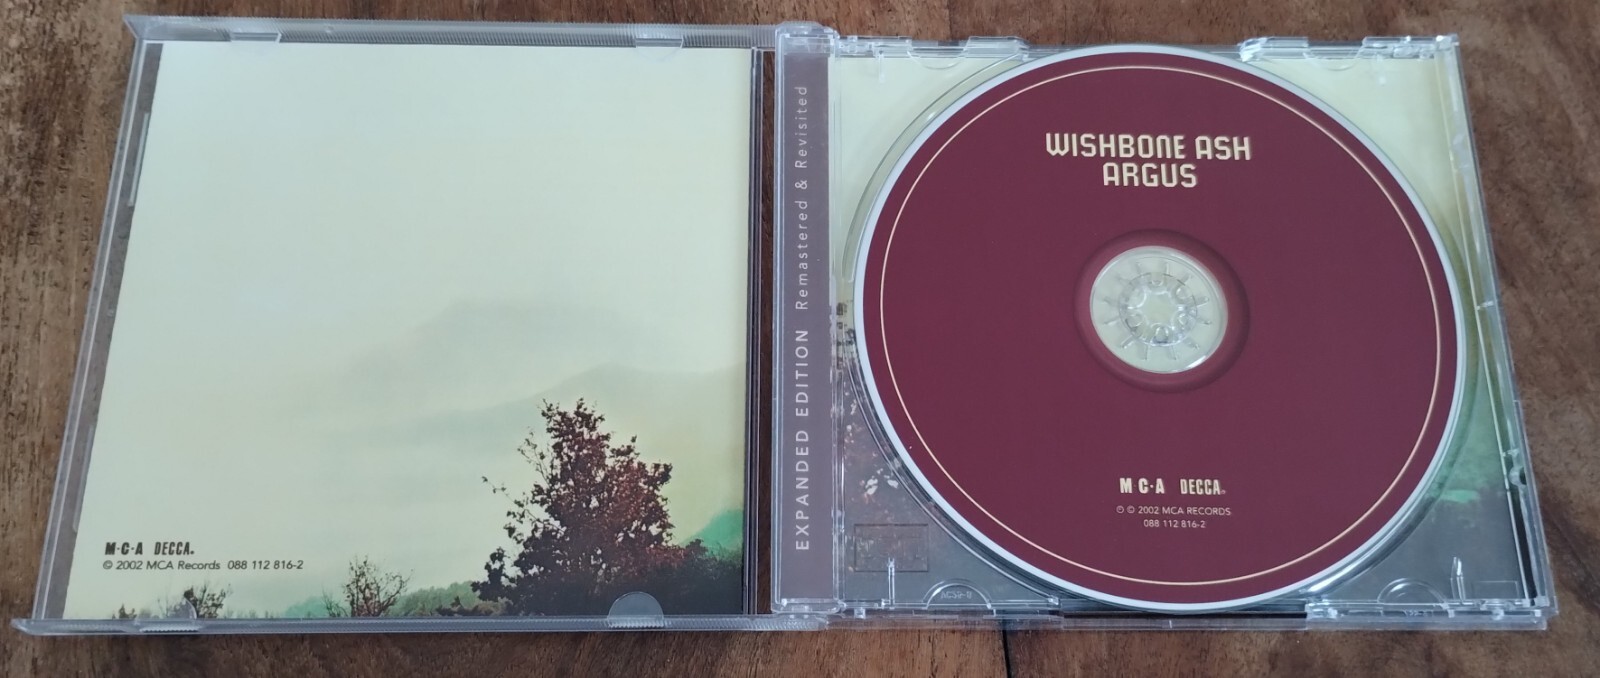 M·C·A DECCA®
© 2002 MCA Records 088 112 816-2
EXPANDED EDITION Remastered & Revisited
WISHBONE ASH
ARGUS
M C·A DECCA®
℗ © 2002 MCA RECORDS
088 112 816-2